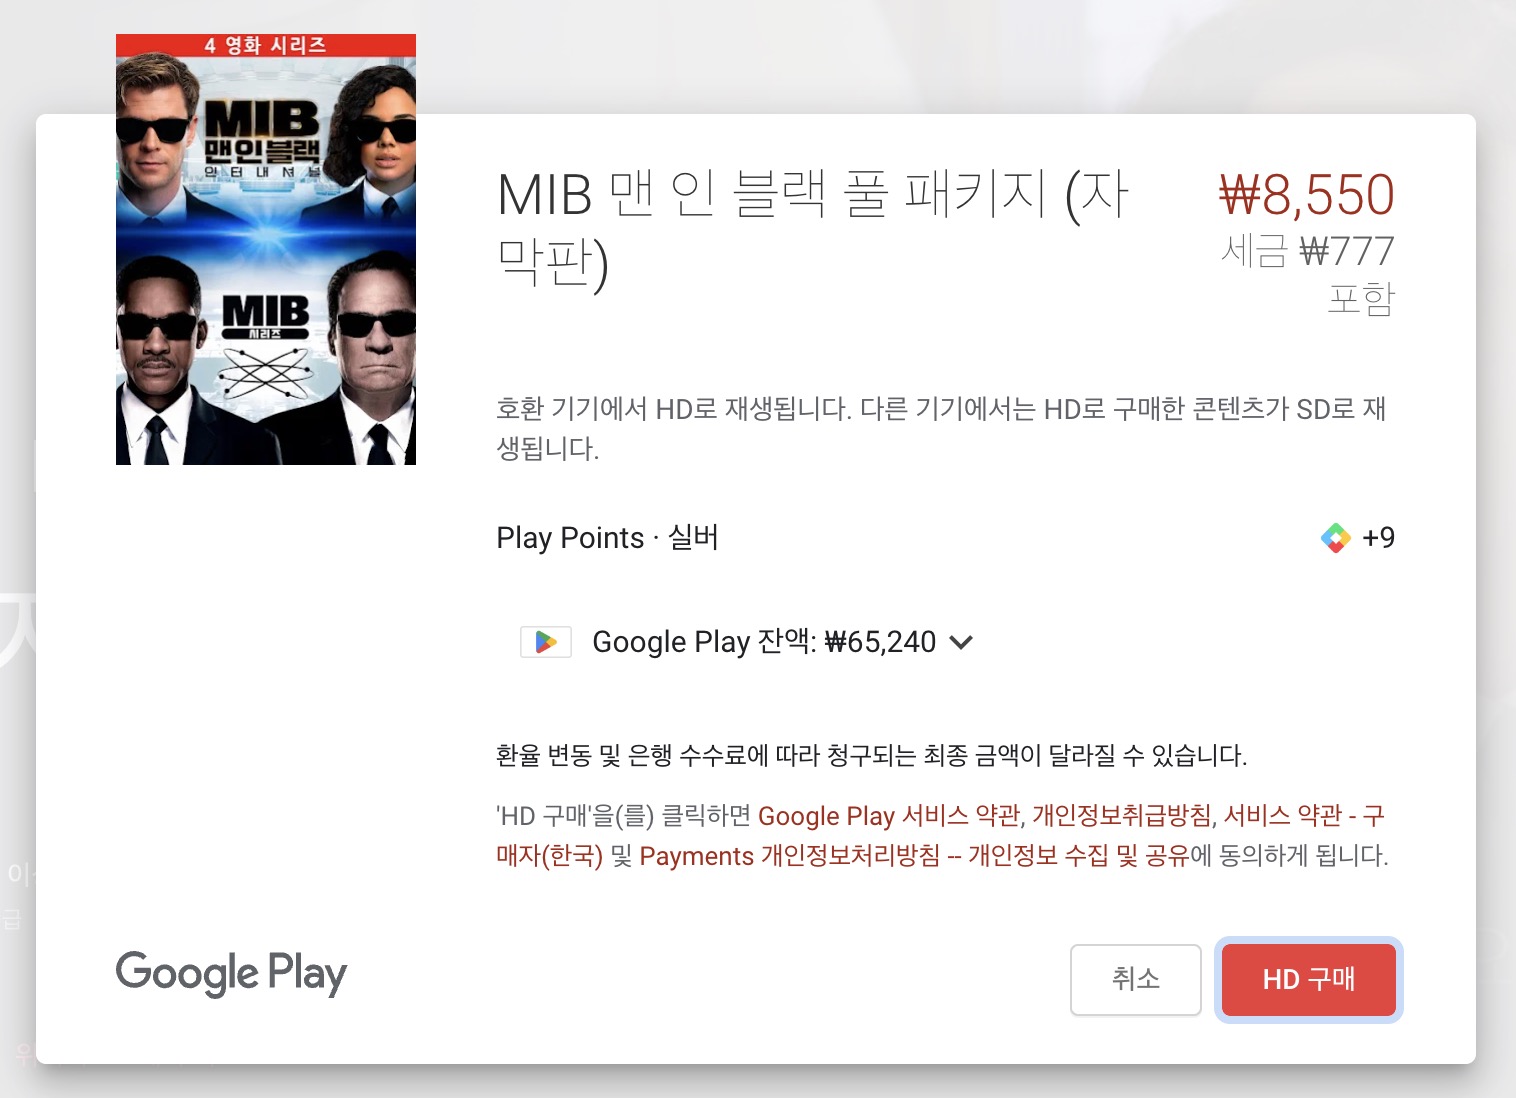 4 영화 시리즈
MIB
맨인블랙
인터내셔널
MIB
시리즈
MIB 맨 인 블랙 풀 패키지 (자
막판)
₩8,550
세금 ₩777
포함
호환 기기에서 HD로 재생됩니다. 다른 기기에서는 HD로 구매한 콘텐츠가 SD로 재
생됩니다.
Play Points · 실버
+9
Google Play 잔액: ₩65,240
환율 변동 및 은행 수수료에 따라 청구되는 최종 금액이 달라질 수 있습니다.
'HD 구매'을(를) 클릭하면 Google Play 서비스 약관, 개인정보취급방침, 서비스 약관 - 구
매자(한국) 및 Payments 개인정보처리방침 -- 개인정보 수집 및 공유에 동의하게 됩니다.
Google Play
취소
HD 구매